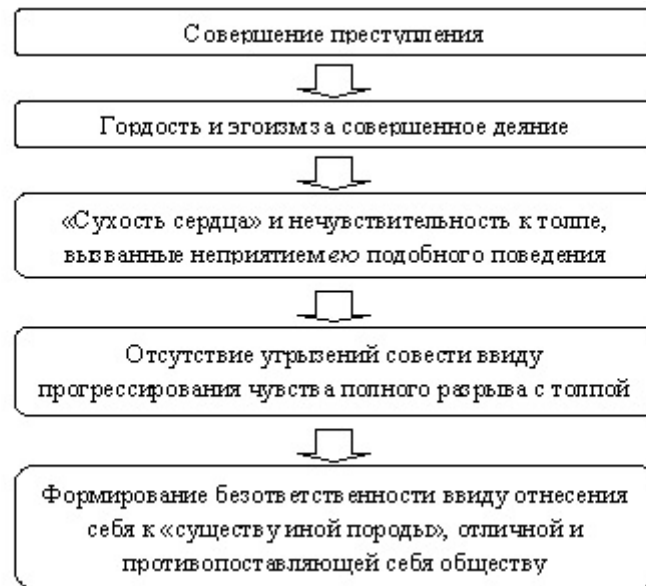 Совершение преступления
Гордость и эгоизм за совершенное деяние
«Сухость сердца» и нечувствительность к толпе,
вызванные неприятием ею подобного поведения
Отсутствие угрызений совести ввиду
прогрессирования чувства полного разрыва с толпой
Формирование безответственности ввиду отнесения
себя к «существу иной породы», отличной и
противопоставляющей себя обществу